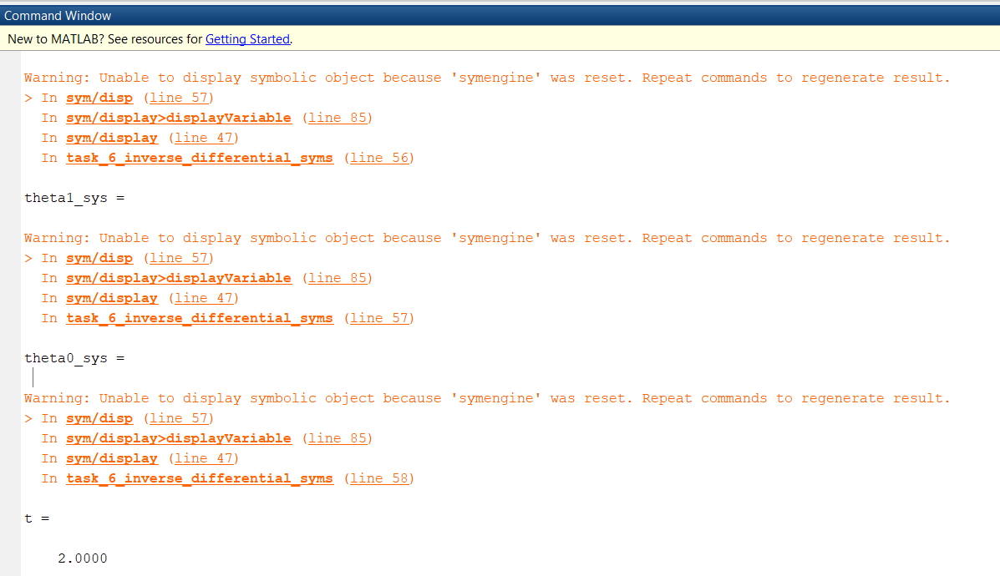 Command Window
New to MATLAB? See resources for Getting Started.
Warning: Unable to display symbolic object because 'symengine' was reset. Repeat commands to regenerate result.
> In sym/disp (line 57)
In sym/display>displayVariable (line 85)
In sym/display (line 47)
In task_6_inverse_differential_syms (line 56)
theta1_sys =
Warning: Unable to display symbolic object because 'symengine' was reset. Repeat commands to regenerate result.
> In sym/disp (line 57)
In sym/display>displayVariable (line 85)
In sym/display (line 47)
In task_6_inverse_differential_syms (line 57)
theta0_sys =
Warning: Unable to display symbolic object because 'symengine' was reset. Repeat commands to regenerate result.
> In sym/disp (line 57)
In sym/display>displayVariable (line 85)
In sym/display (line 47)
In task_6_inverse_differential_syms (line 58)
t =
2.0000